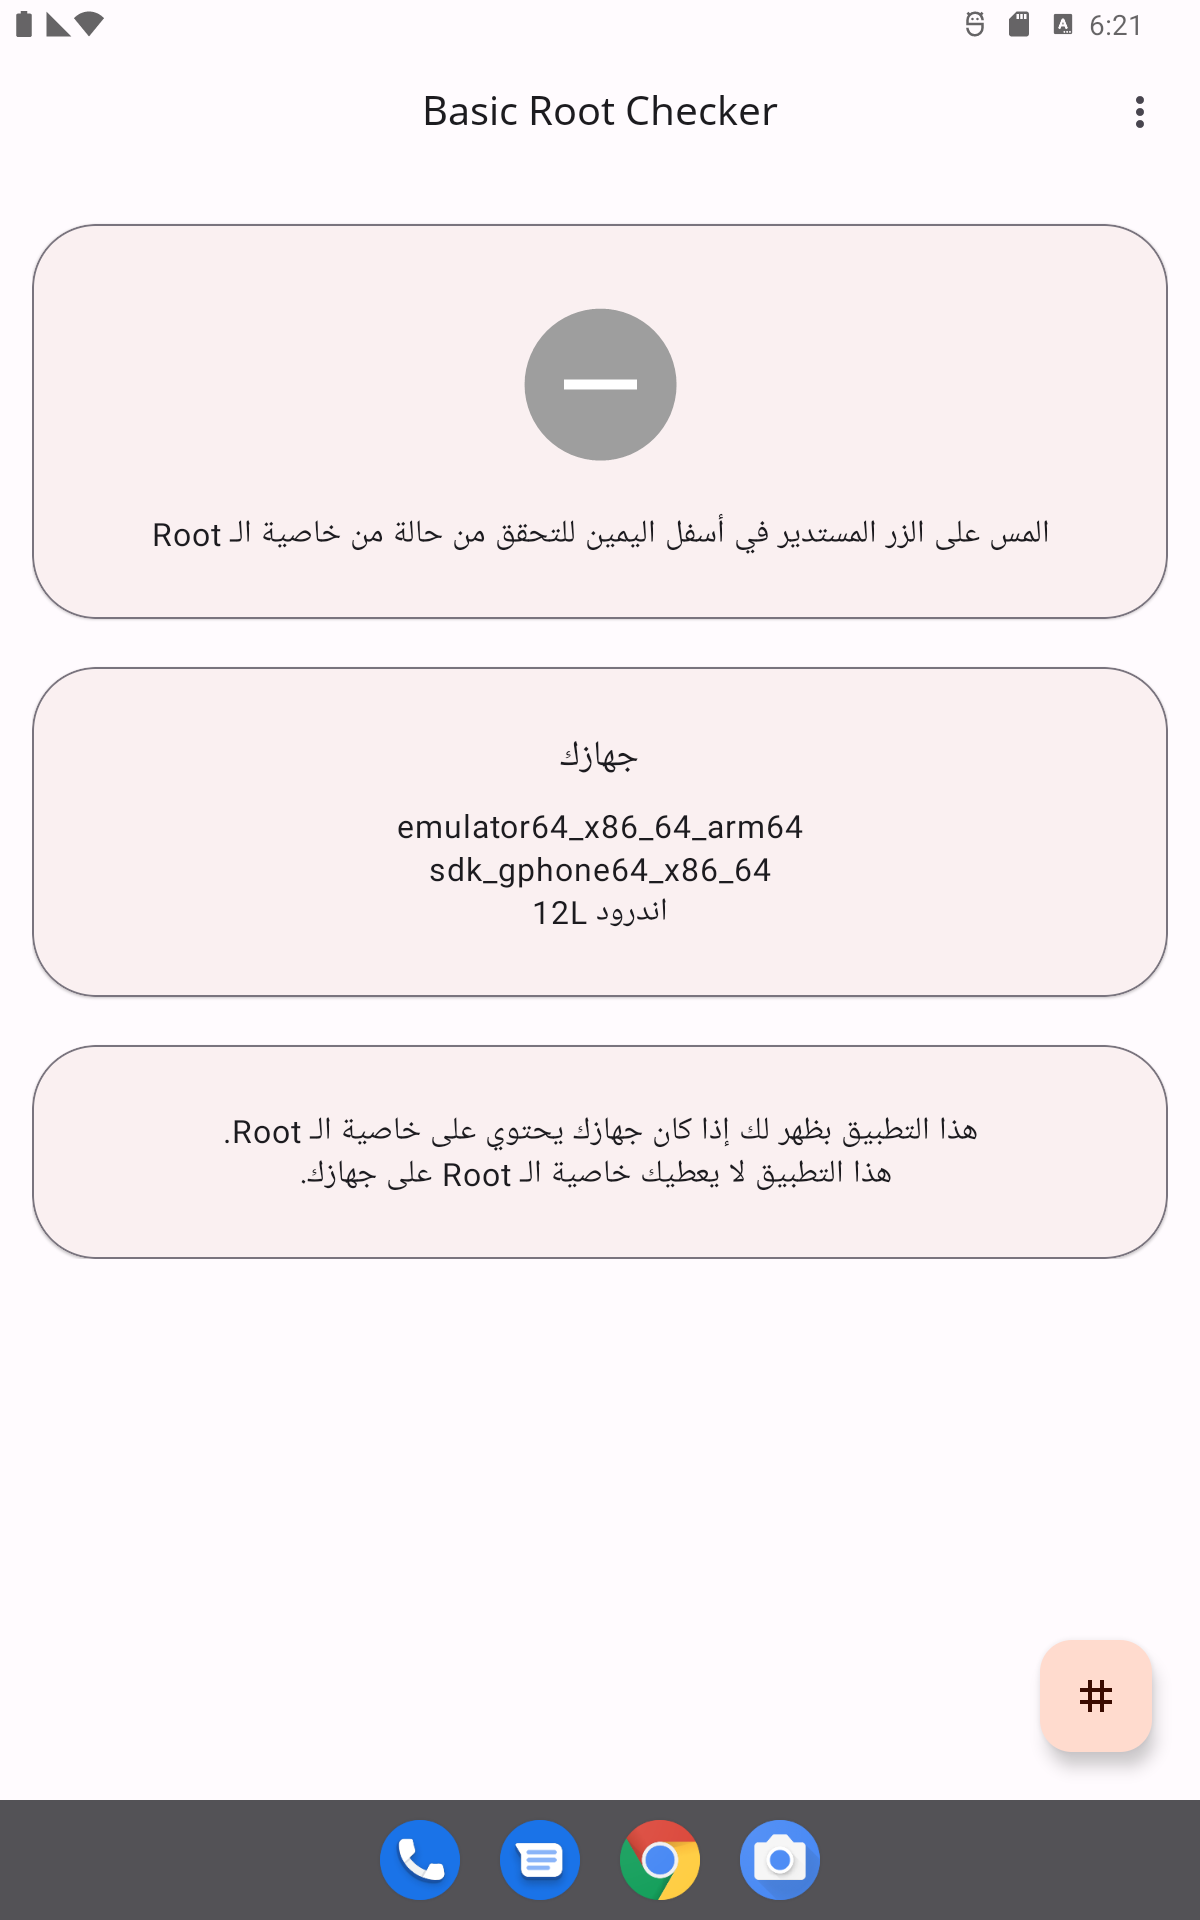 6:21
Basic Root Checker
المس على الزر المستدير في أسفل اليمين للتحقق من حالة من خاصية الـ Root
جهازك
emulator64_x86_64_arm64
sdk_gphone64_x86_64
اندرود 12L
هذا التطبيق بظهر لك إذا كان جهازك يحتوي على خاصية الـ Root.
هذا التطبيق لا يعطيك خاصية الـ Root على جهازك.